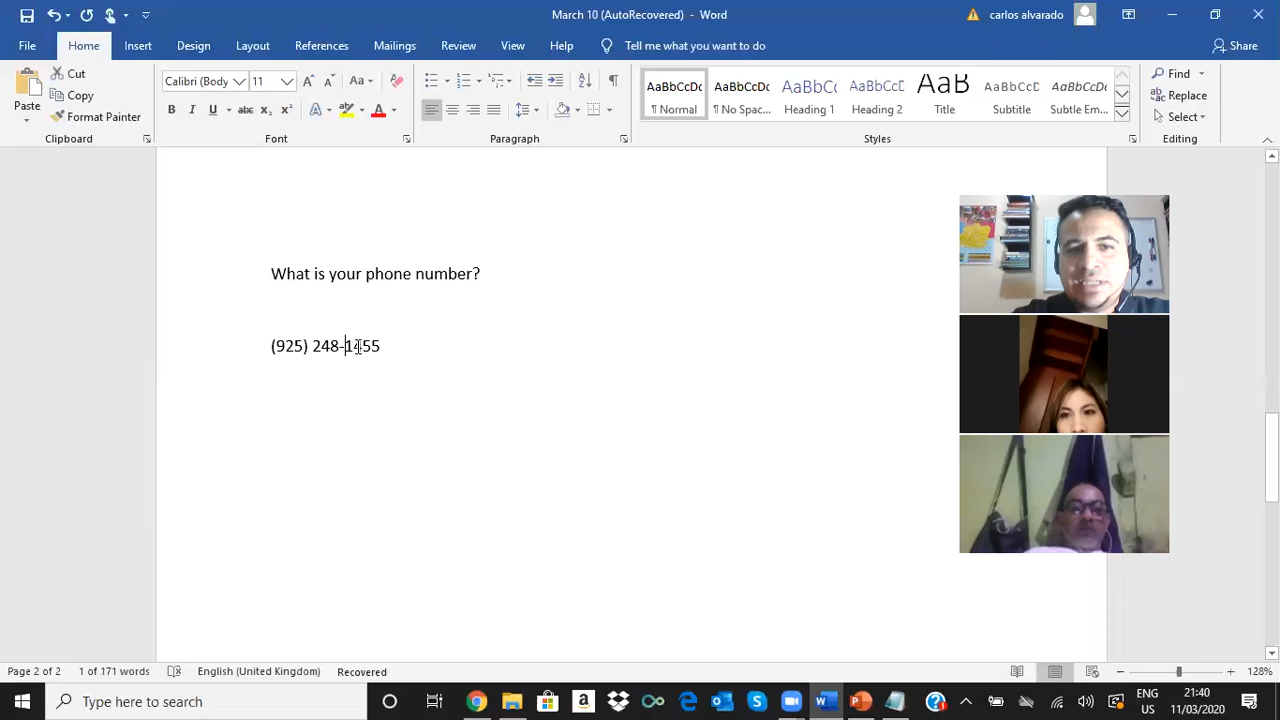 March 10 (AutoRecovered) - Word
carlos alvarado
File Home Insert Design Layout References Mailings Review View Help Tell me what you want to do Share
Paste
Cut
Copy
Format Painter
Clipboard
Calibri (Body 11
Font
Paragraph
AaBbCcDc AaBbCcDc AaBbCc AaBbCcD AaB AaBbCcD AaBbCcDc
¶ Normal ¶ No Spac... Heading 1 Heading 2 Title Subtitle Subtle Em...
Styles
Find
Replace
Select
Editing
What is your phone number?
(925) 248-1455
Page 2 of 2 1 of 171 words English (United Kingdom) Recovered 128%
Type here to search
ENG
US
21:40
11/03/2020